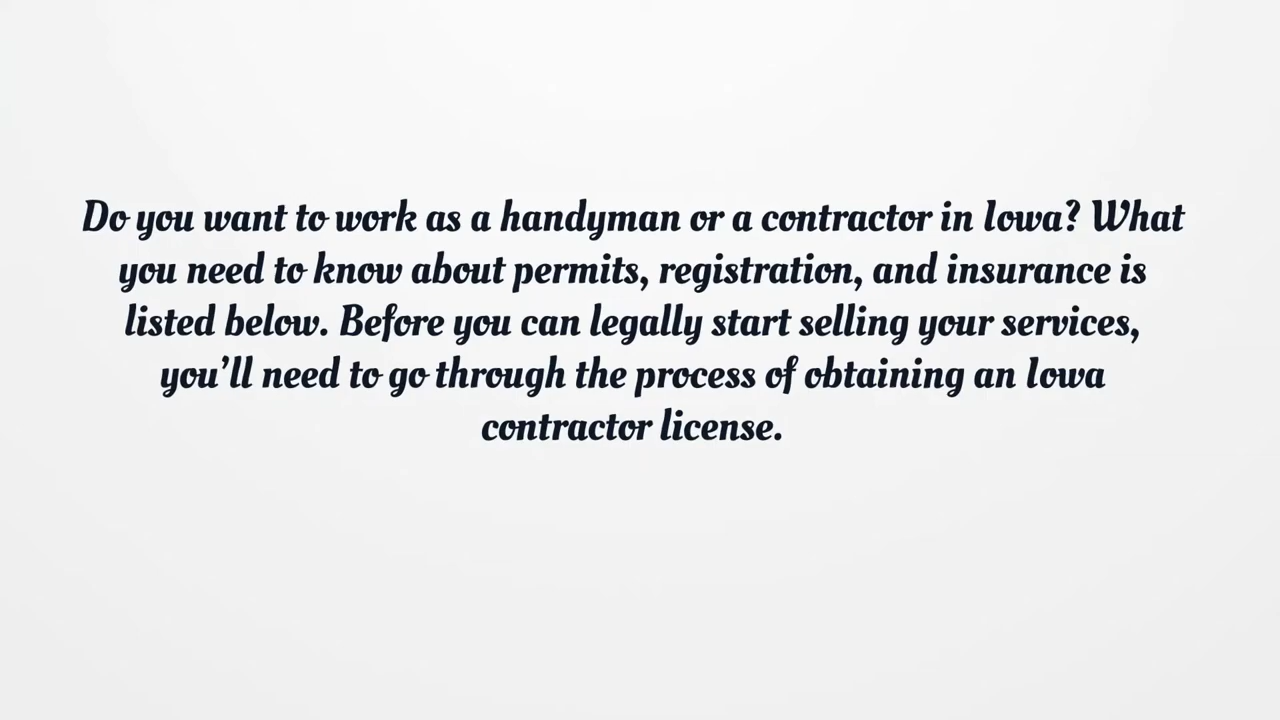 Do you want to work as a handyman or a contractor in Iowa? What
you need to know about permits, registration, and insurance is
listed below. Before you can legally start selling your services,
you’ll need to go through the process of obtaining an Iowa
contractor license.